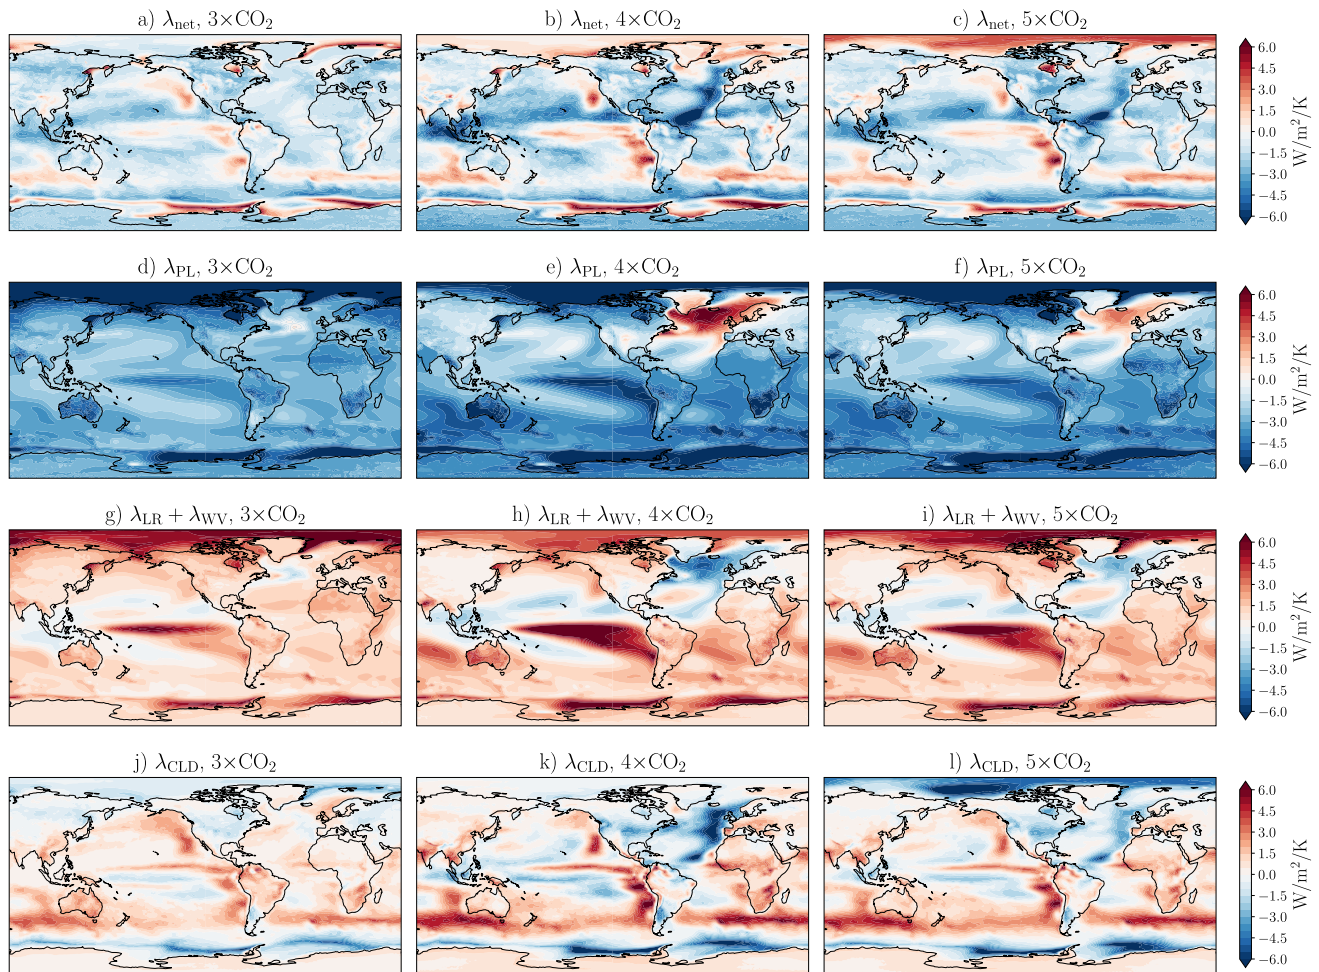 a) λnet, 3×CO₂
b) λnet, 4×CO₂
c) λnet, 5×CO₂
6.0
4.5
3.0
1.5
0.0
−1.5
−3.0
−4.5
−6.0
W/m²/K
d) λPL, 3×CO₂
e) λPL, 4×CO₂
f) λPL, 5×CO₂
6.0
4.5
3.0
1.5
0.0
−1.5
−3.0
−4.5
−6.0
W/m²/K
g) λLR + λWV, 3×CO₂
h) λLR + λWV, 4×CO₂
i) λLR + λWV, 5×CO₂
6.0
4.5
3.0
1.5
0.0
−1.5
−3.0
−4.5
−6.0
W/m²/K
j) λCLD, 3×CO₂
k) λCLD, 4×CO₂
l) λCLD, 5×CO₂
6.0
4.5
3.0
1.5
0.0
−1.5
−3.0
−4.5
−6.0
W/m²/K